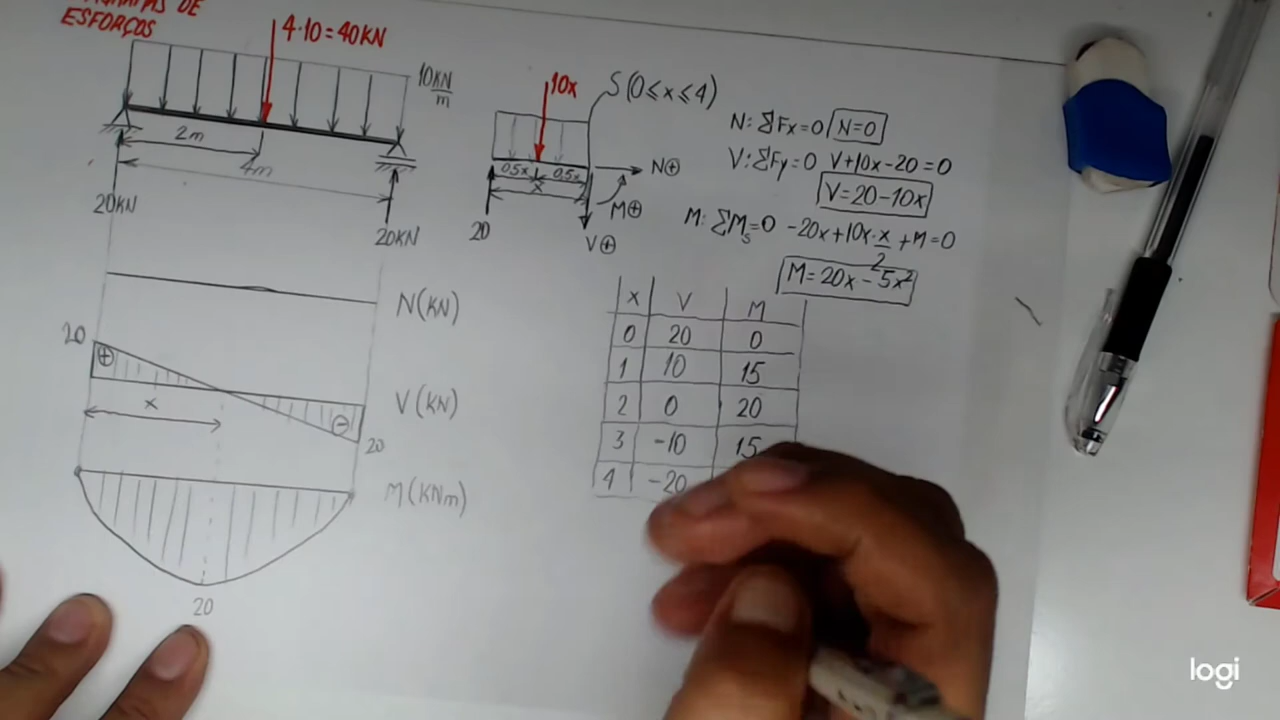 DE
ESFORÇOS
4·10=40KN
10KN/m
2m
4m
20KN
20KN
10x
S(0≤x≤4)
0.5x 0.5x
x
N⊕
M⊕
V⊕
20
N: ΣFx=0 N=0
V: ΣFy=0 V+10x-20=0
V=20-10x
M: ΣMs=0 -20x+10x·x/2+M=0
M=20x-5x²
N(KN)
20
⊕
x
⊖
20
V(KN)
M(KNm)
20
x V M
0 20 0
1 10 15
2 0 20
3 -10 15
4 -20
logi